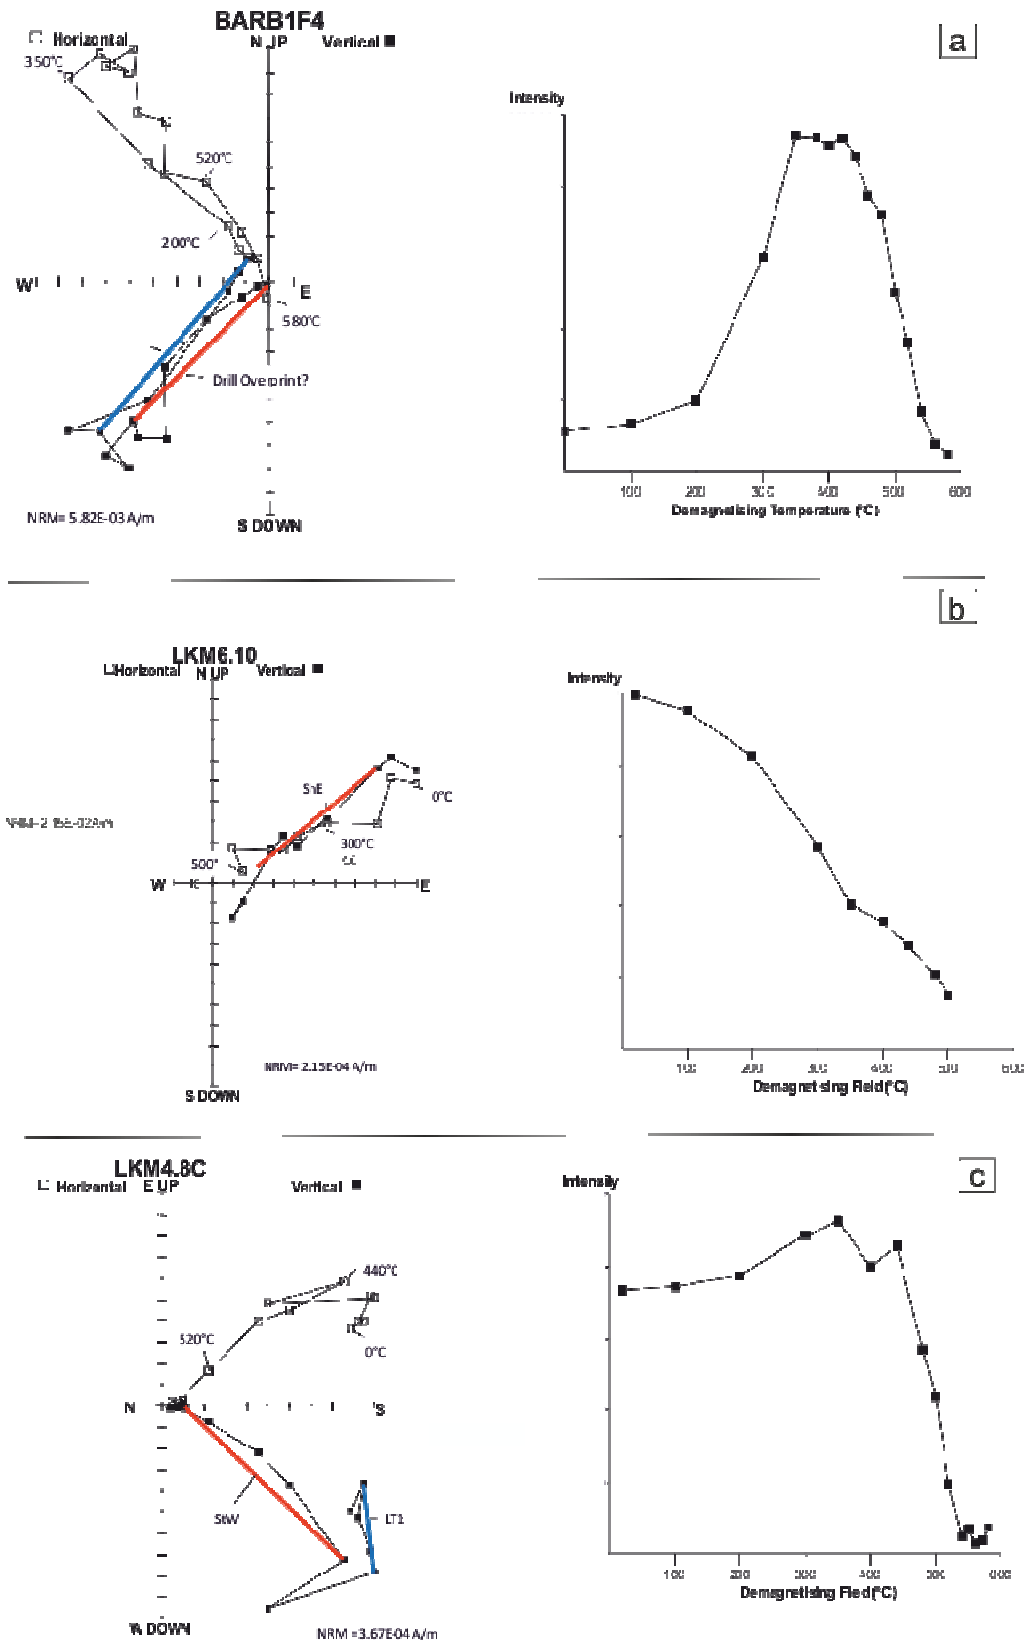 BARB1F4
a
Horizontal
N UP
Vertical
350°C
Intensity
520°C
200°C
W
E
580°C
Drill Overprint?
100 200 300 400 500 600
Demagnetising Temperature (°C)
NRM= 5.82E-03 A/m
S DOWN
b
LKM6.10
Horizontal
N UP
Vertical
Intensity
0°C
300°C
500°
W
E
NRM= 2.15E-04 A/m
S DOWN
100 200 300 400 500 600
Demagnetising Field(°C)
LKM4.8C
c
Horizontal
E UP
Vertical
Intensity
440°C
520°C
0°C
N
S
StW
LT1
100 200 300 400 500 600
Demagnetising Field(°C)
W DOWN
NRM =3.67E04 A/m